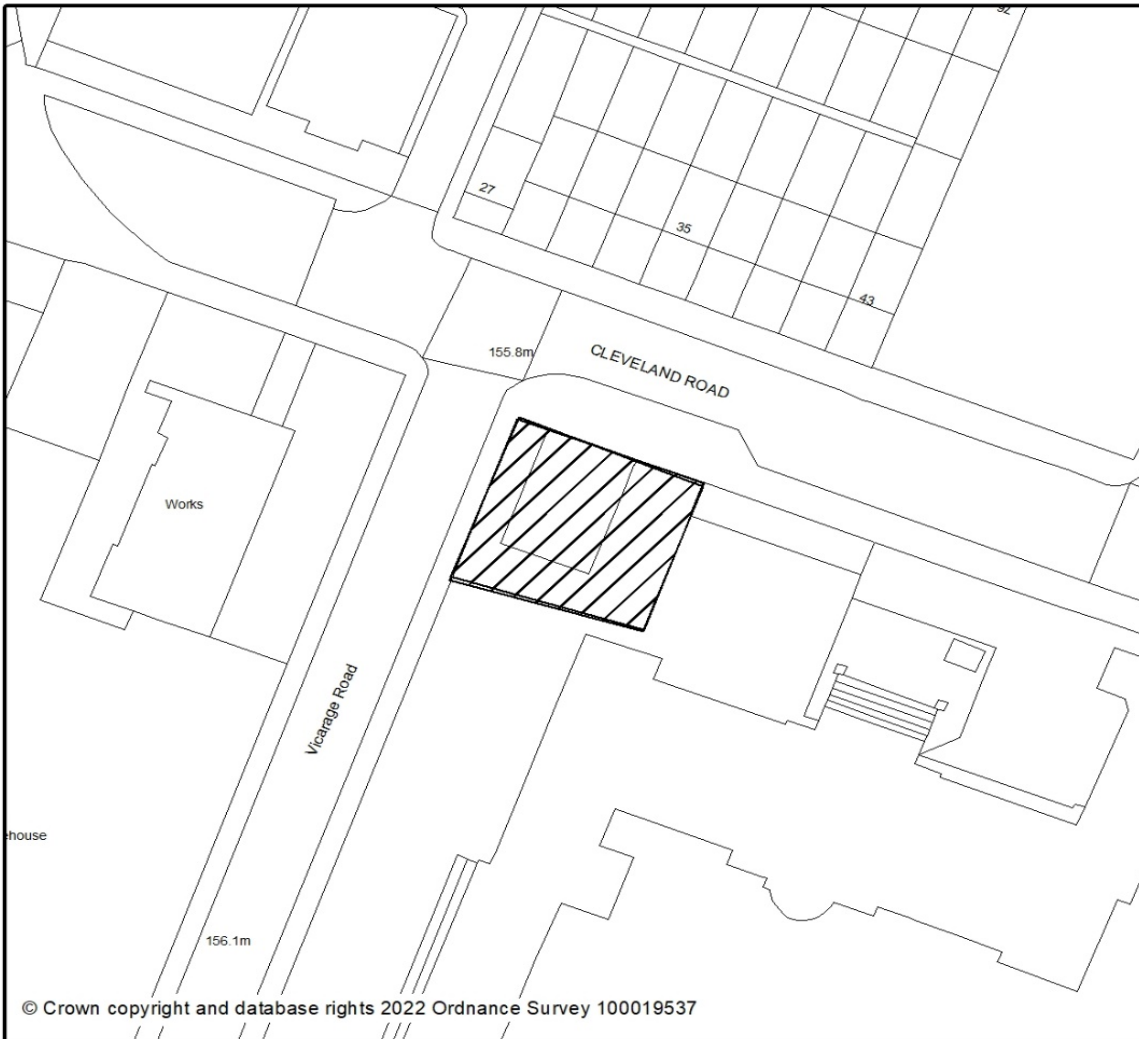 92
27
35
43
155.8m
CLEVELAND ROAD
Works
Vicarage Road
ehouse
156.1m
© Crown copyright and database rights 2022 Ordnance Survey 100019537